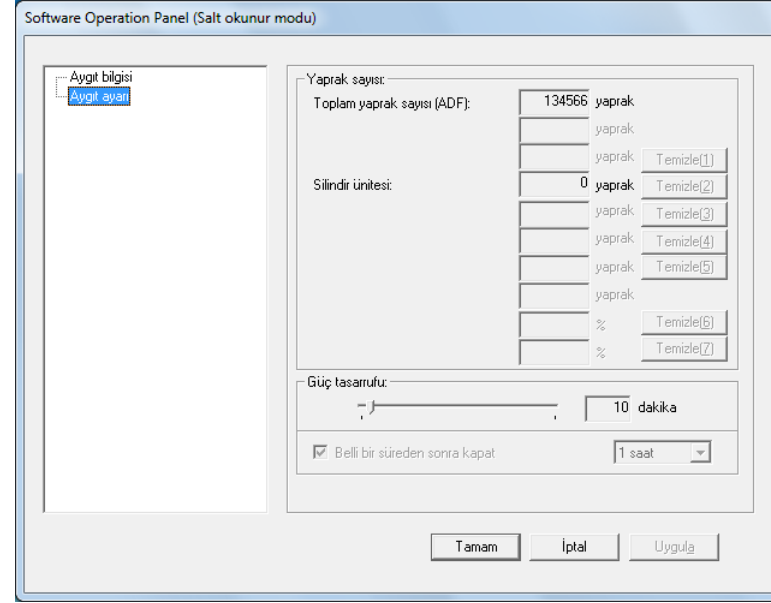 Software Operation Panel (Salt okunur modu)
Aygıt bilgisi
Aygıt ayarı
Yaprak sayısı:
Toplam yaprak sayısı (ADF): 134566 yaprak
yaprak
yaprak Temizle(1)
Silindir ünitesi: 0 yaprak Temizle(2)
yaprak Temizle(3)
yaprak Temizle(4)
yaprak Temizle(5)
yaprak
% Temizle(6)
% Temizle(7)
Güç tasarrufu:
10 dakika
Belli bir süreden sonra kapat 1 saat
Tamam İptal Uygula